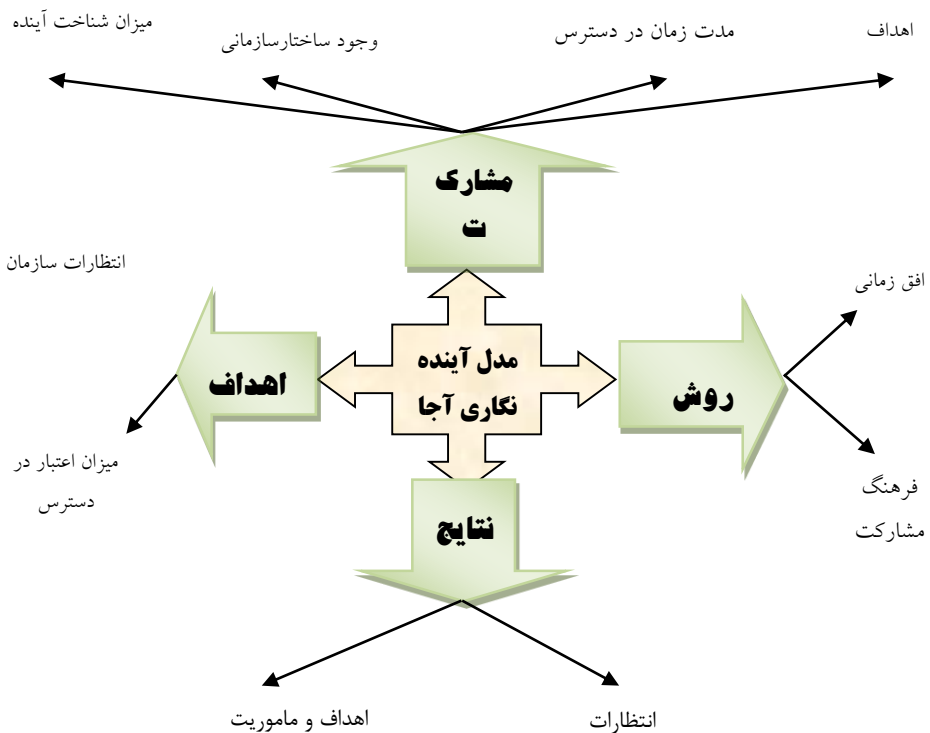 اهداف
مدت زمان در دسترس
وجود ساختارسازمانی
میزان شناخت آینده
مشارک
ت
افق زمانی
انتظارات سازمان
مدل آینده
نگاری آجا
روش
اهداف
فرهنگ
مشارکت
میزان اعتبار در
دسترس
نتایج
انتظارات
اهداف و ماموریت